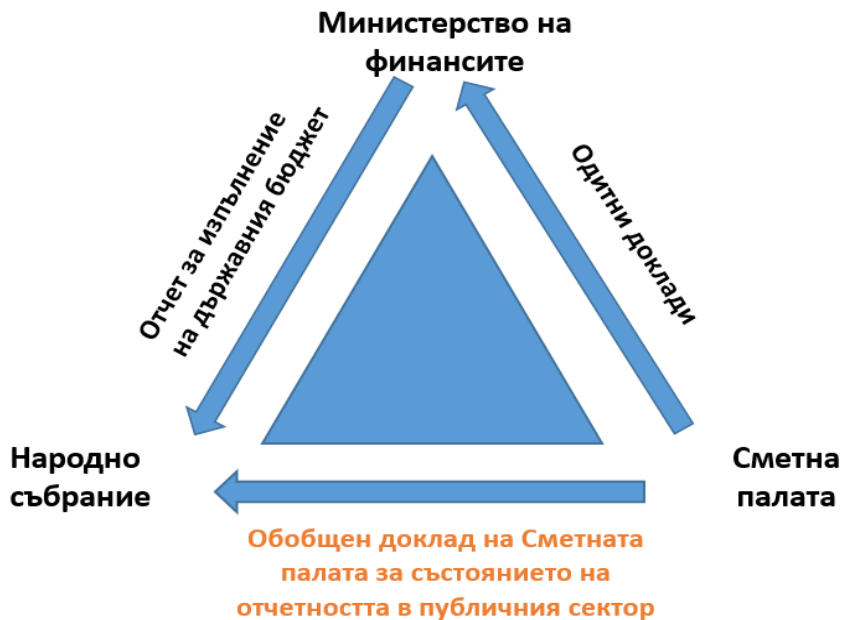 Министерство на
финансите
Отчет за изпълнение
на държавния бюджет
Одитни доклади
Народно
събрание
Сметна
палата
Обобщен доклад на Сметната
палата за състоянието на
отчетността в публичния сектор